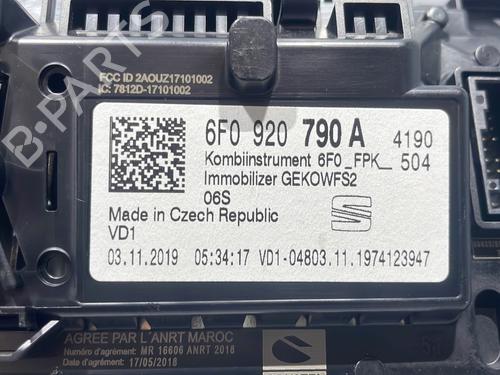 FCC ID 2AOUZ17101002
IC: 7812D-17101002
6F0 920 790 A 4190
Kombiinstrument 6F0_FPK_ 504
Immobilizer GEKOWFS2
06S
Made in Czech Republic
VD1
03.11.2019 05:34:17 VD1-04803.11.1974123947
AGREE PAR L'ANRT MAROC
Numéro d'agrément: MR 16606 ANRT 2018
Date d'agrément: 17/05/2018